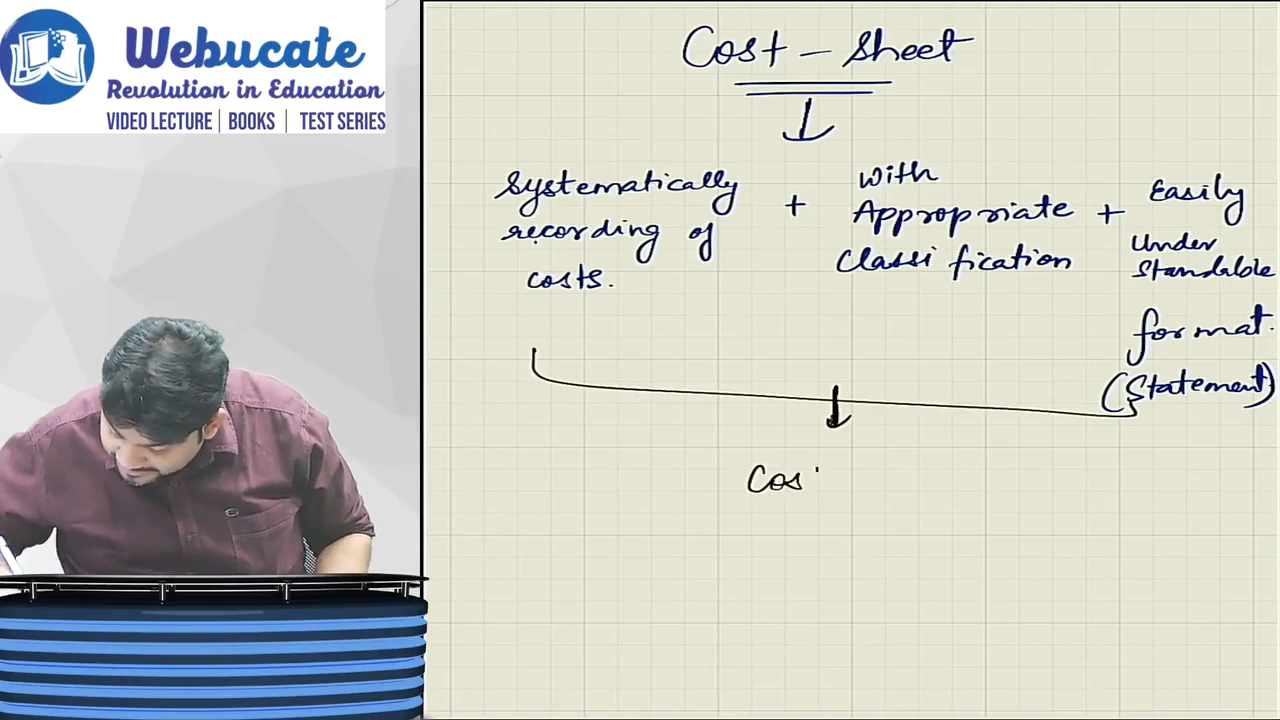 Webucate
Revolution in Education
VIDEO LECTURE | BOOKS | TEST SERIES
Cost - Sheet
Systematically
recording of
costs.
+
with
Appropriate
Classification
+
Easily
Under
standable
format.
(Statement)
Cos